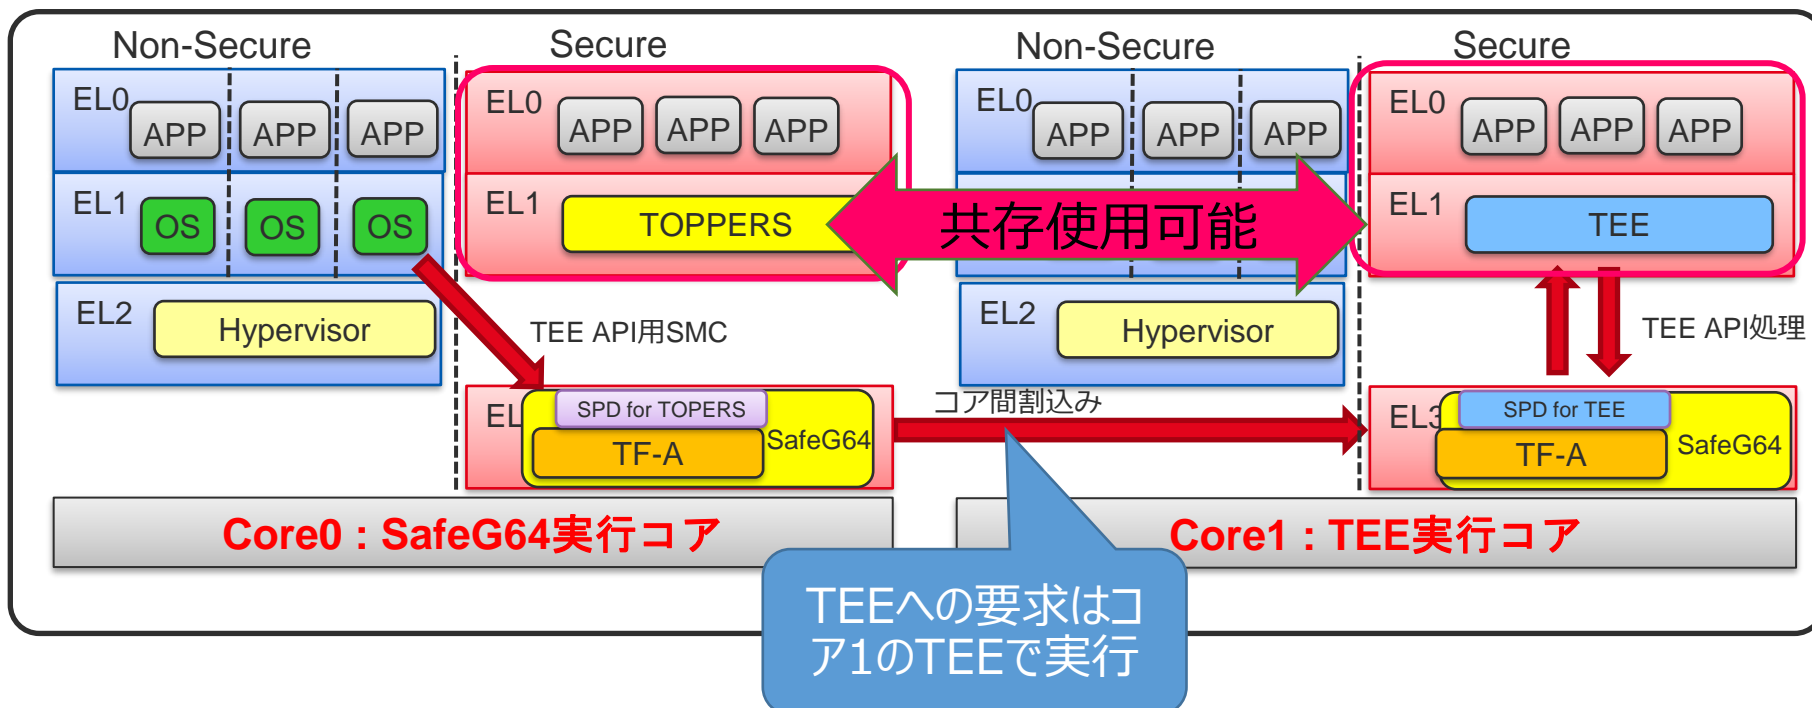 Non-Secure
Secure
Non-Secure
Secure
EL0
APP
APP
APP
EL0
APP
APP
APP
EL0
APP
APP
APP
EL0
APP
APP
APP
EL1
OS
OS
OS
EL1
TOPPERS
共存使用可能
EL1
TEE
EL2
Hypervisor
TEE API用SMC
EL2
Hypervisor
TEE API処理
EL
SPD for TOPERS
TF-A
SafeG64
コア間割込み
EL3
SPD for TEE
TF-A
SafeG64
Core0 : SafeG64実行コア
Core1 : TEE実行コア
TEEへの要求はコ
ア1のTEEで実行